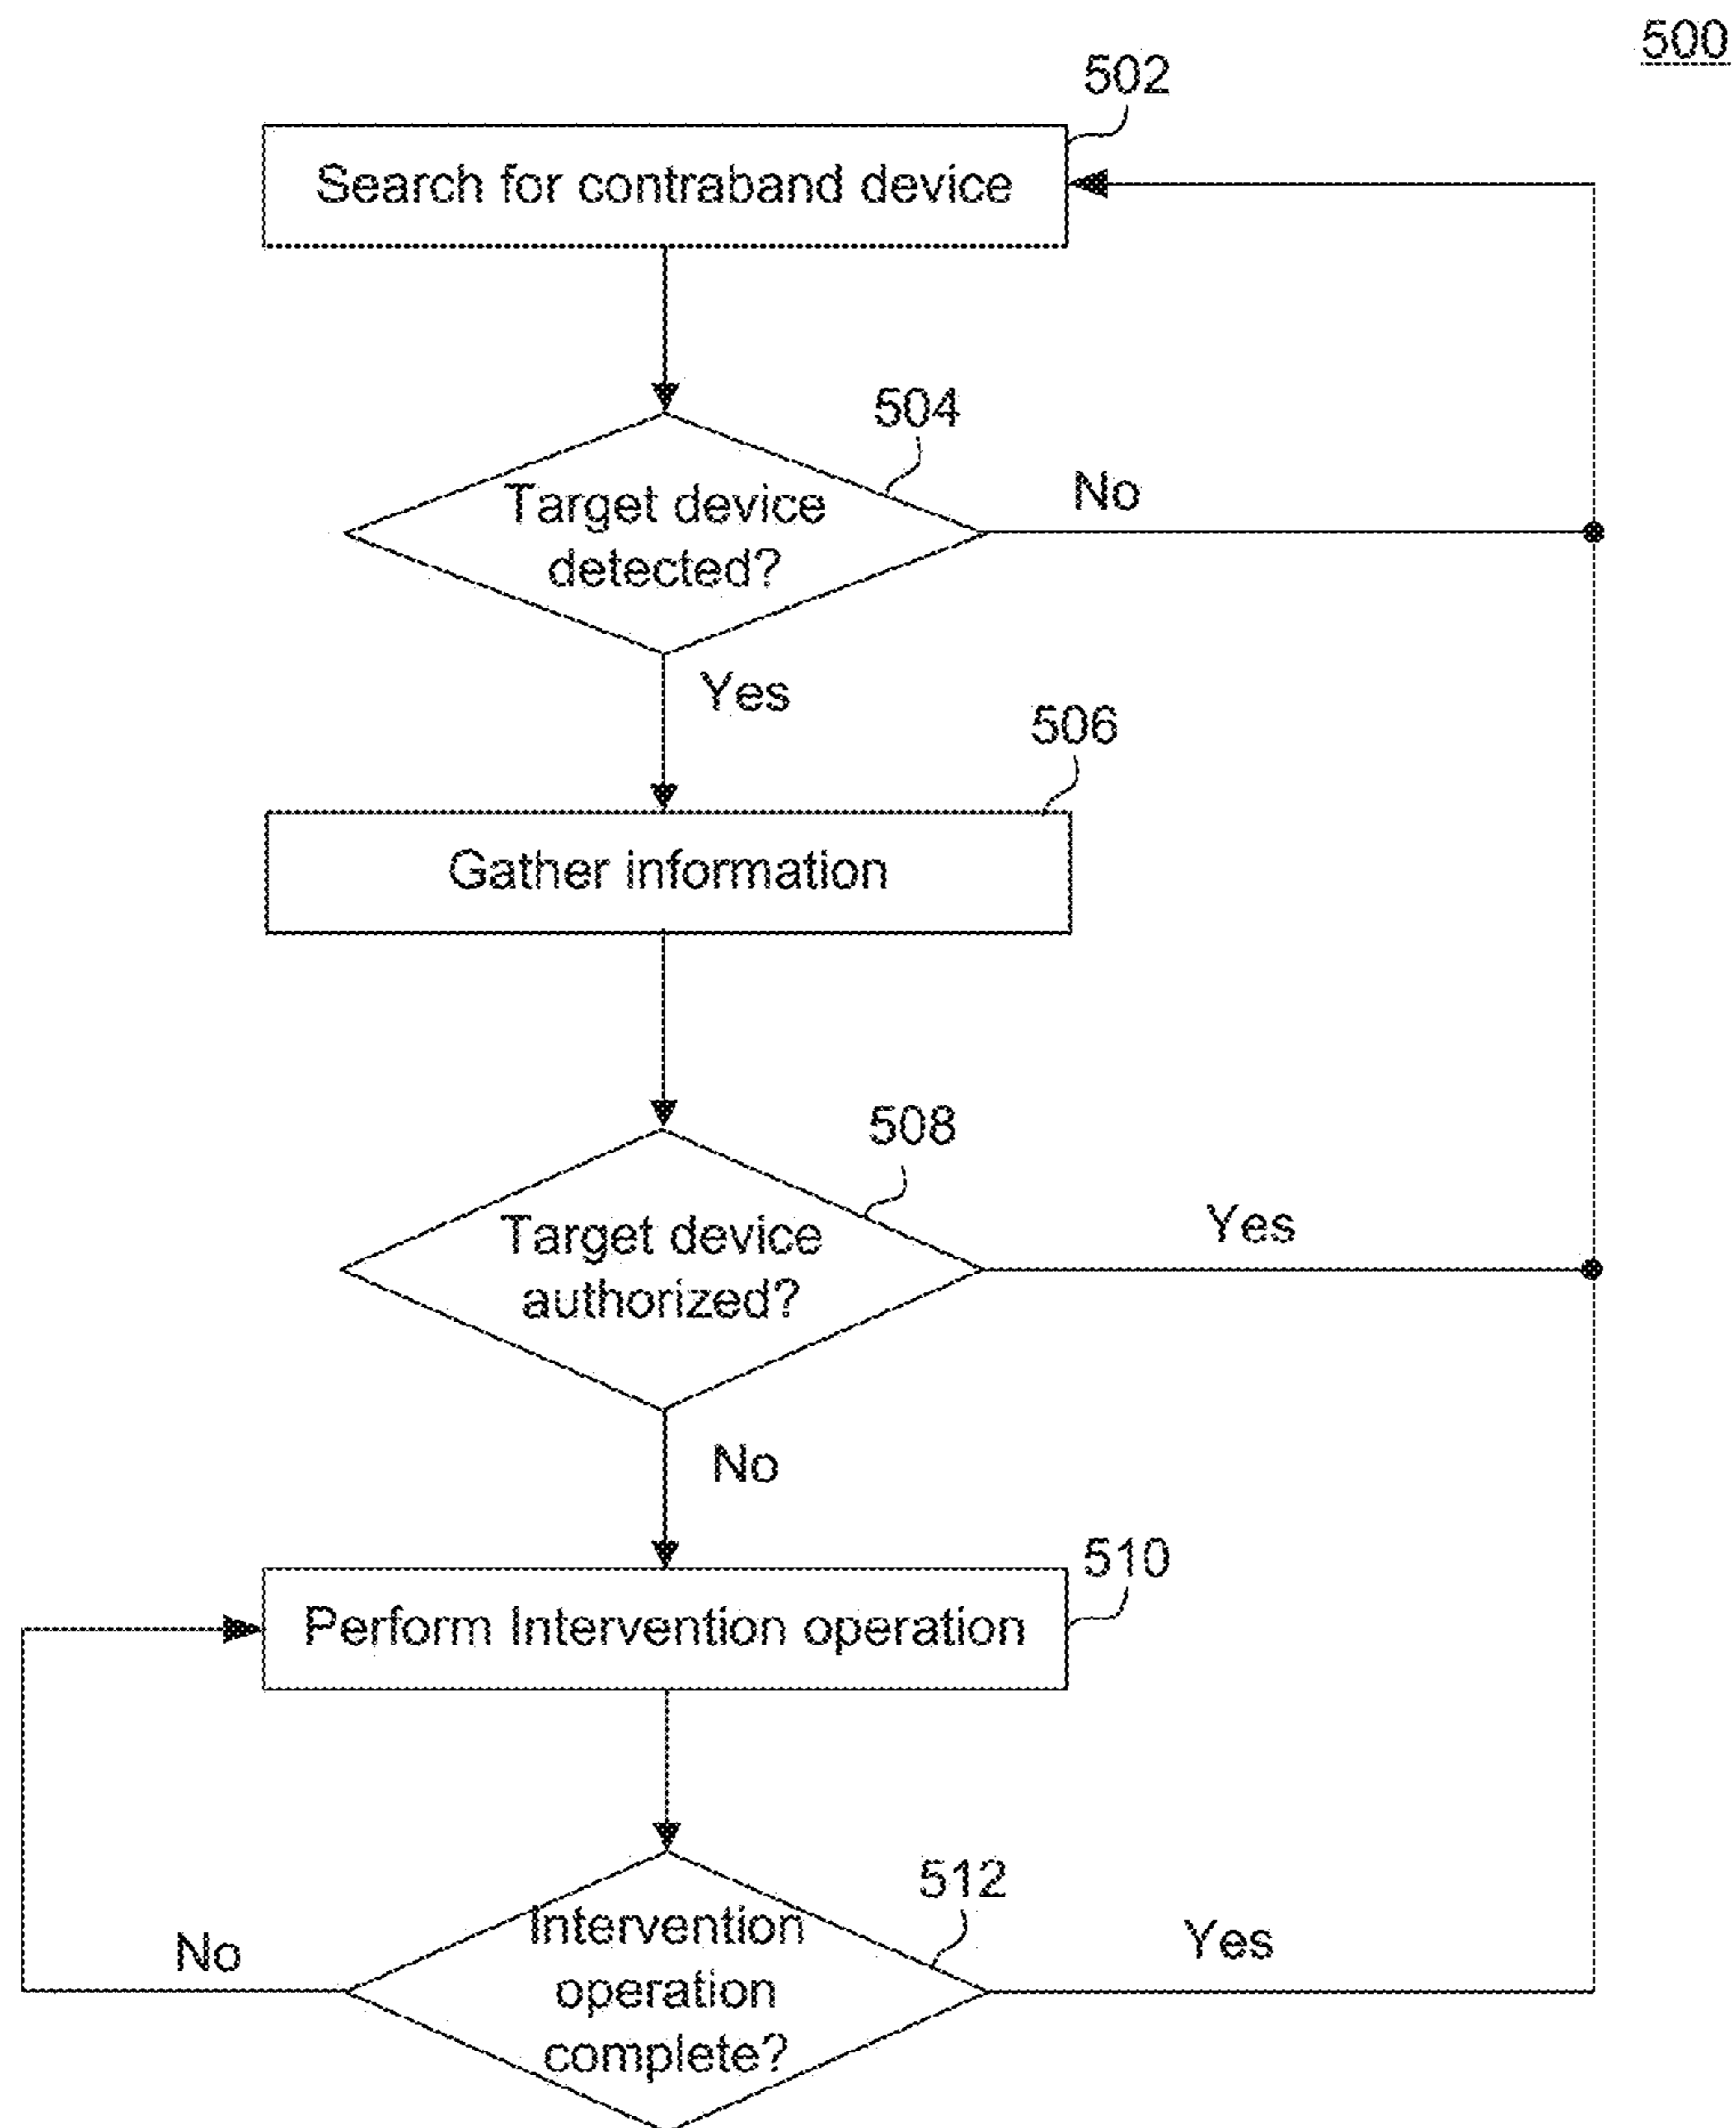 500
502
Search for contraband device
504
Target device
detected?
No
Yes
506
Gather information
508
Target device
authorized?
Yes
No
510
Perform Intervention operation
512
Intervention
operation
complete?
No
Yes